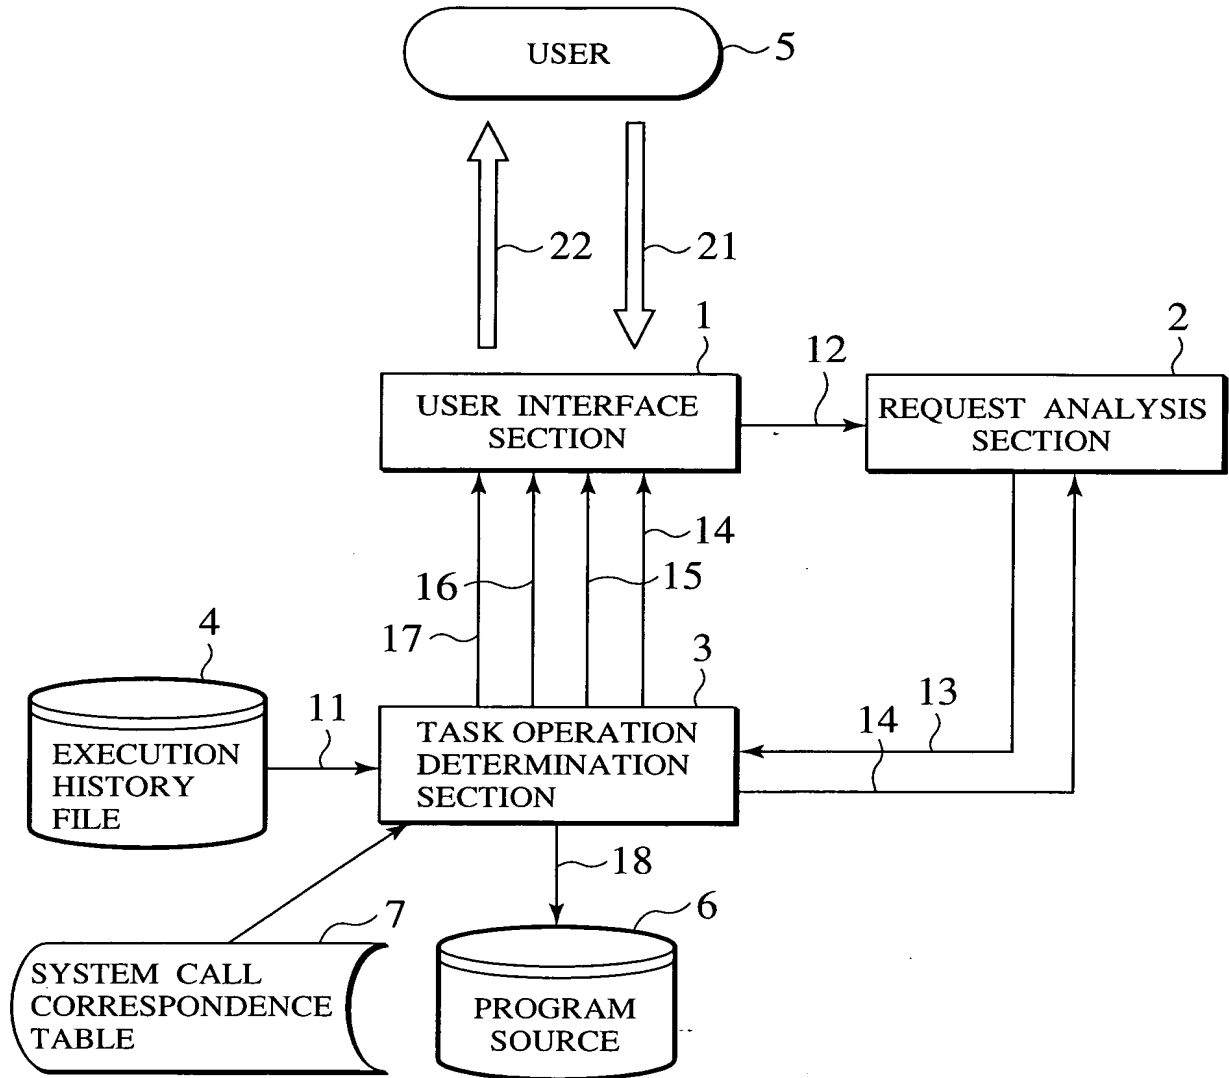 USER
5
22
21
1
2
12
USER INTERFACE
SECTION
REQUEST ANALYSIS
SECTION
14
16
15
17
4
3
13
11
14
EXECUTION
HISTORY
FILE
TASK OPERATION
DETERMINATION
SECTION
18
7
6
SYSTEM CALL
CORRESPONDENCE
TABLE
PROGRAM
SOURCE